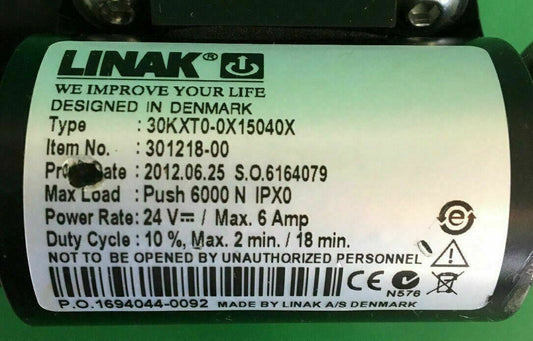 LINAK®
WE IMPROVE YOUR LIFE
DESIGNED IN DENMARK
Type : 30KXT0-0X15040X
Item No. : 301218-00
Date : 2012.06.25 S.O.6164079
Max Load : Push 6000 N IPX0
Power Rate: 24 V⎓ / Max. 6 Amp
Duty Cycle : 10 %, Max. 2 min. / 18 min.
NOT TO BE OPENED BY UNAUTHORIZED PERSONNEL
CE
N576
P.O.1694044-0092 MADE BY LINAK A/S DENMARK